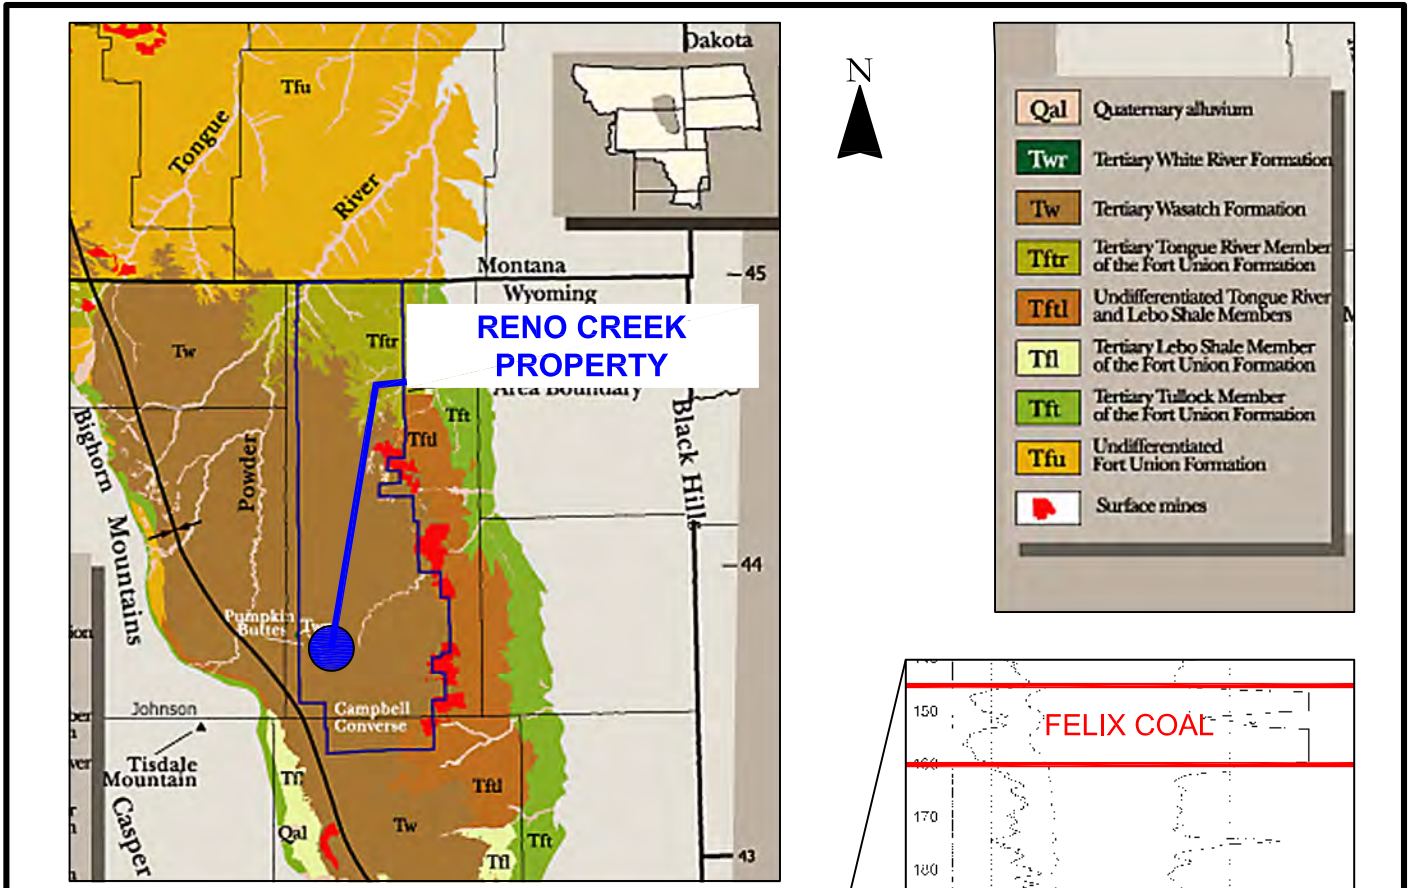 Dakota
N
Tfu
Tongue
River
Montana
45
Wyoming
RENO CREEK
PROPERTY
Area Boundary
Tw
Tftr
Tft
Tftl
Bighorn
Mountains
Powder
Black Hills
44
Pumpkin
Buttes
Campbell
Converse
Johnson
Tisdale
Mountain
Casper
Tfl
Qal
Tw
Tftl
Tfl
Tft
43
Qal Quaternary alluvium
Twr Tertiary White River Formation
Tw Tertiary Wasatch Formation
Tftr Tertiary Tongue River Member
of the Fort Union Formation
Tftl Undifferentiated Tongue River
and Lebo Shale Members
Tfl Tertiary Lebo Shale Member
of the Fort Union Formation
Tft Tertiary Tullock Member
of the Fort Union Formation
Tfu Undifferentiated
Fort Union Formation
Surface mines
150
FELIX COAL
160
170
180